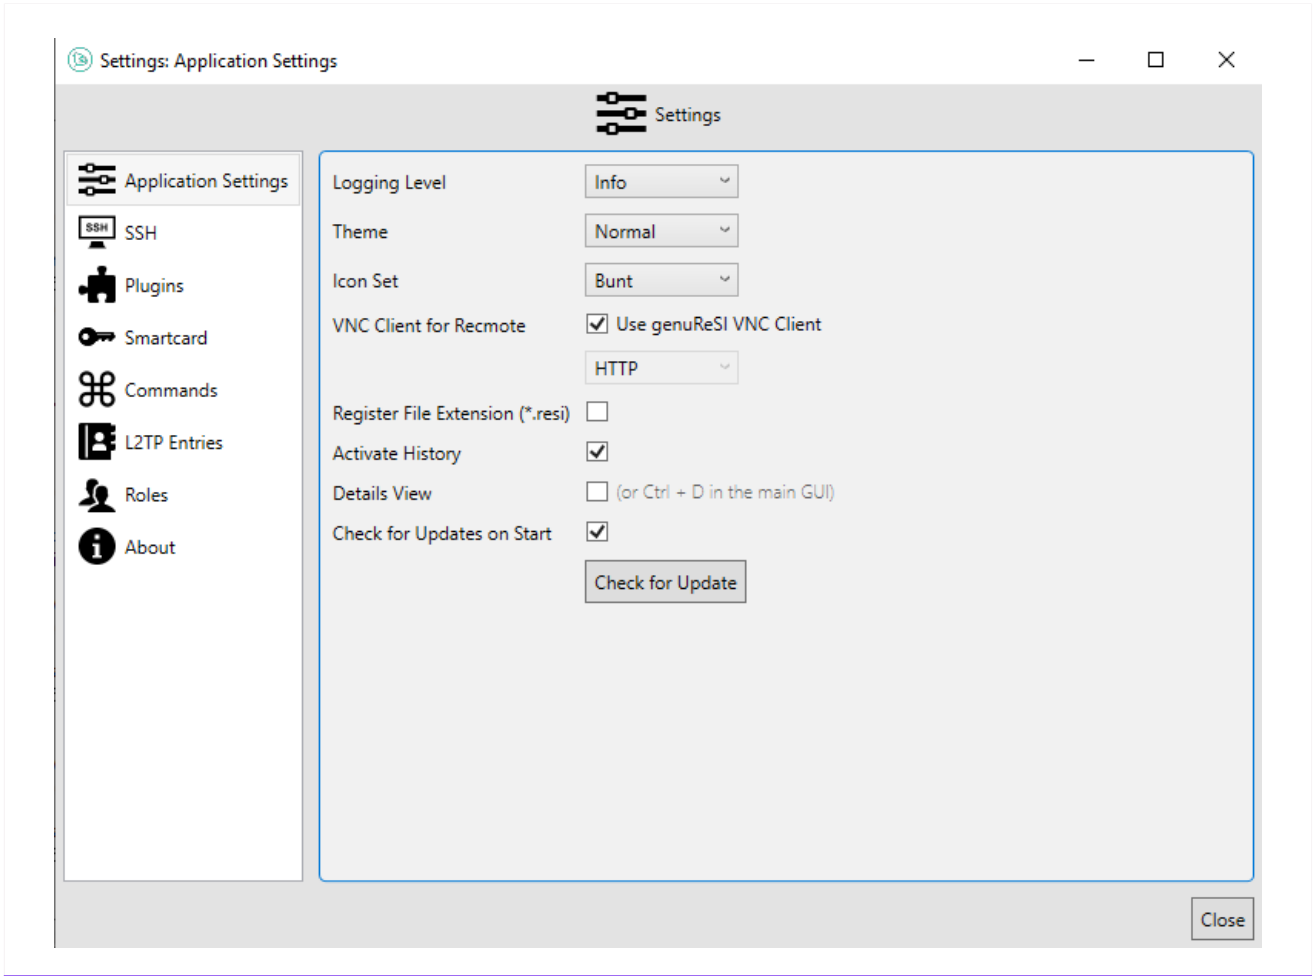 Settings: Application Settings
Settings
Application Settings
SSH
SSH
Plugins
Smartcard
Commands
L2TP Entries
Roles
About
Logging Level Info
Theme Normal
Icon Set Bunt
VNC Client for Recmote Use genuReSI VNC Client
HTTP
Register File Extension (*.resi)
Activate History
Details View (or Ctrl + D in the main GUI)
Check for Updates on Start
Check for Update
Close